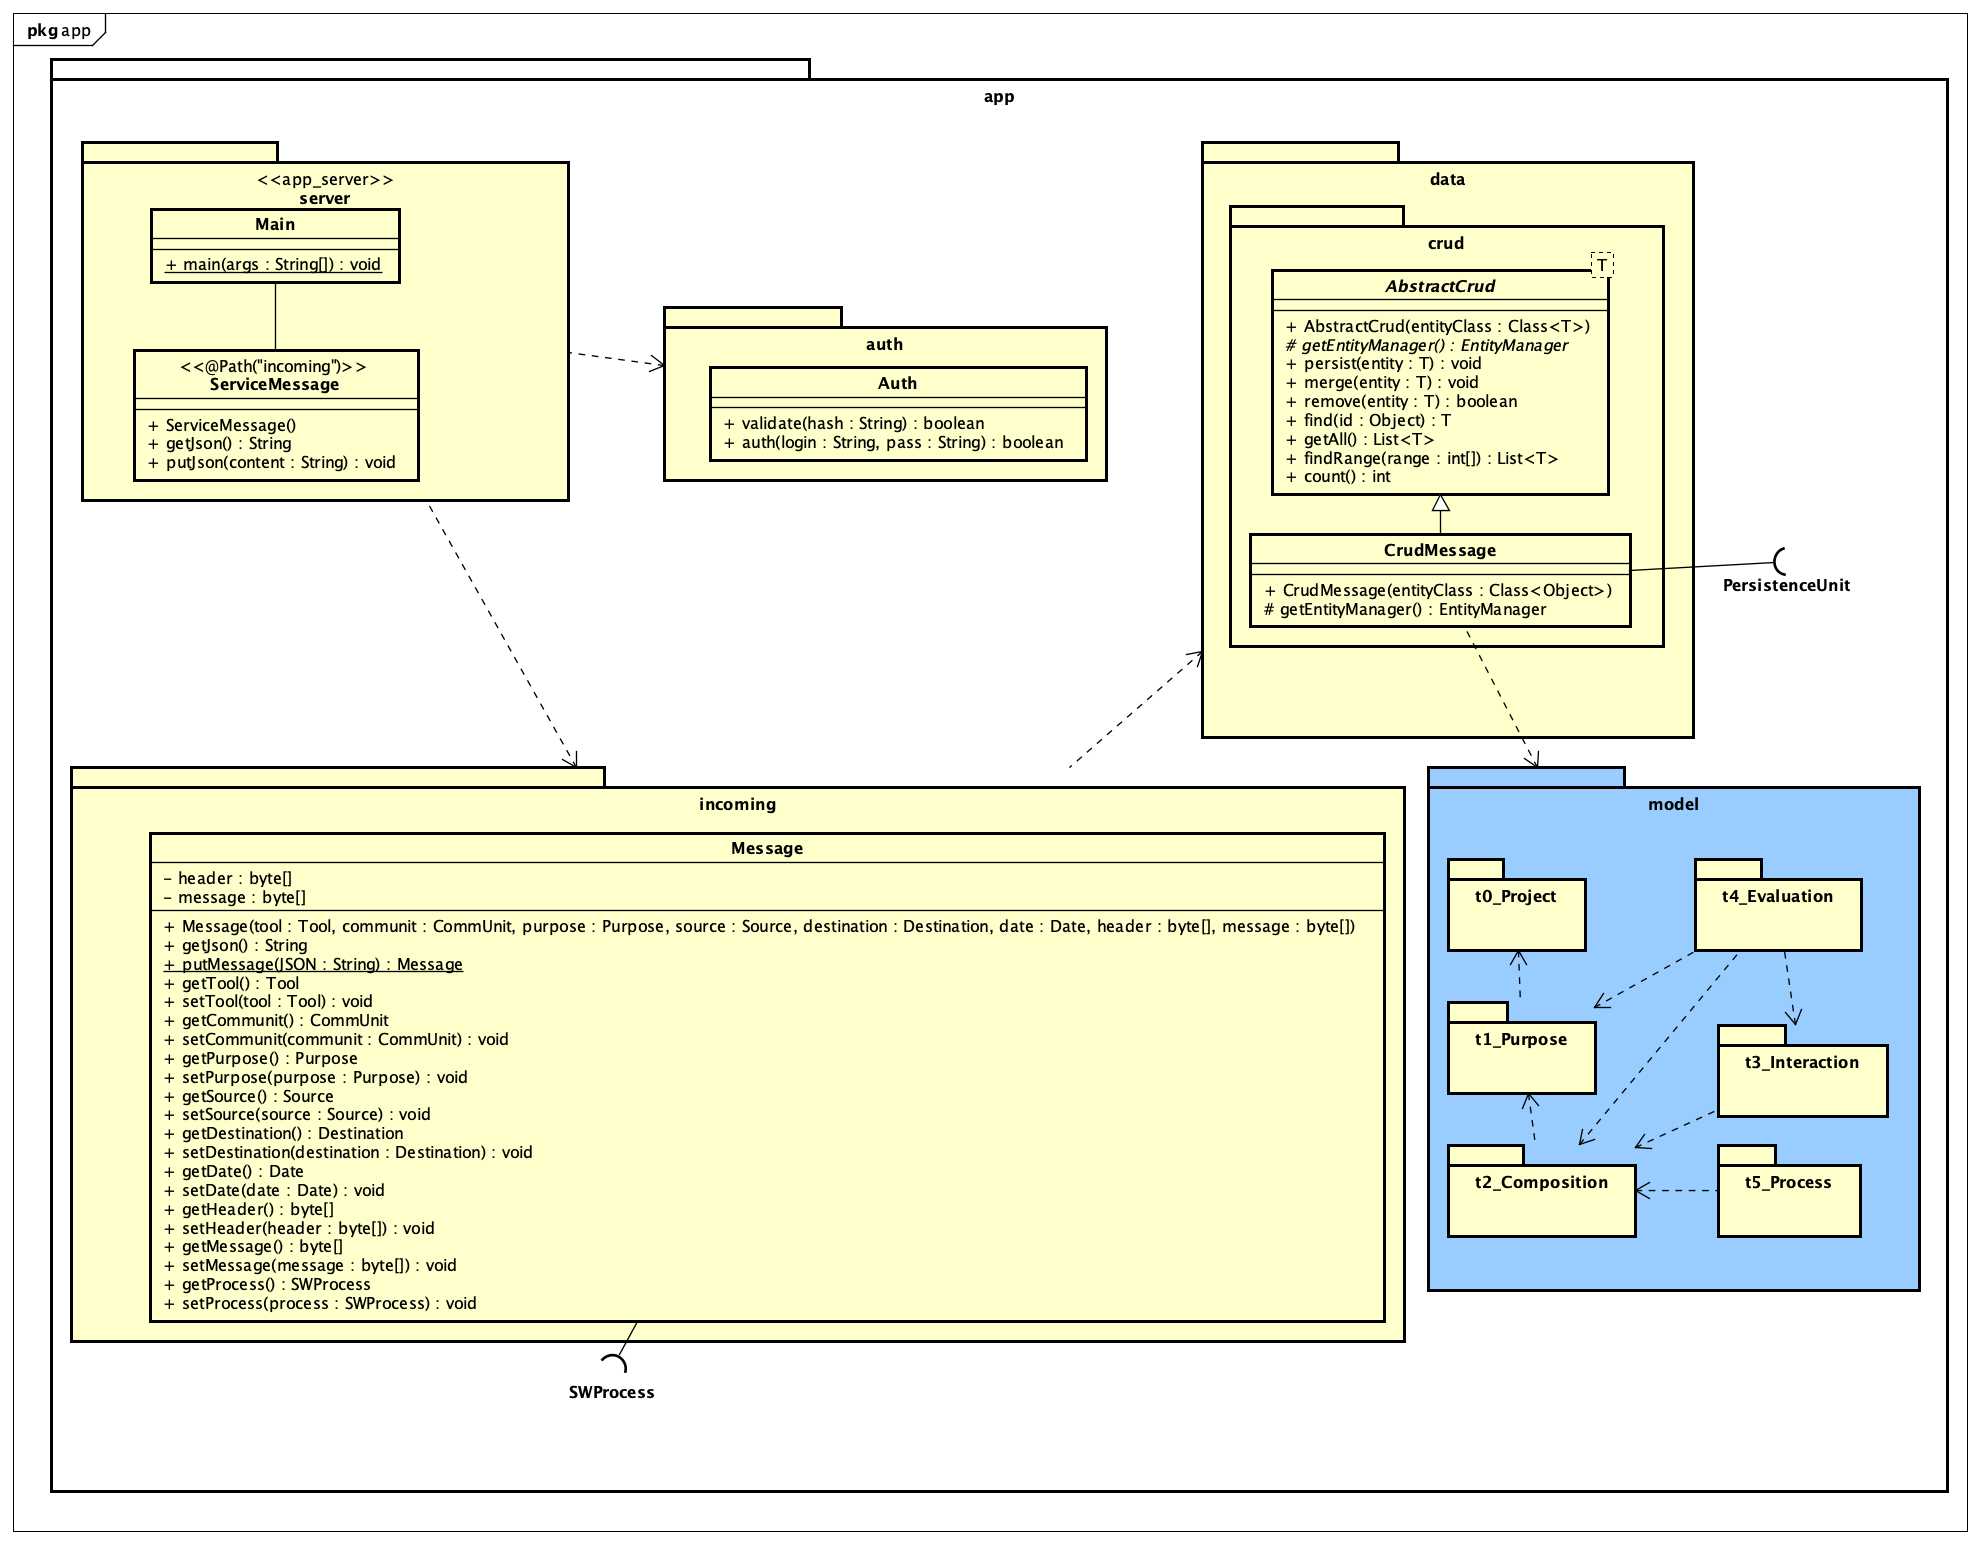 pkg app
app
<<app_server>>
server
Main
+ main(args : String[]) : void
<<@Path("incoming")>>
ServiceMessage
+ ServiceMessage()
+ getJson() : String
+ putJson(content : String) : void
auth
Auth
+ validate(hash : String) : boolean
+ auth(login : String, pass : String) : boolean
data
crud
T
AbstractCrud
+ AbstractCrud(entityClass : Class<T>)
# getEntityManager() : EntityManager
+ persist(entity : T) : void
+ merge(entity : T) : void
+ remove(entity : T) : boolean
+ find(id : Object) : T
+ getAll() : List<T>
+ findRange(range : int[]) : List<T>
+ count() : int
CrudMessage
+ CrudMessage(entityClass : Class<Object>)
# getEntityManager() : EntityManager
PersistenceUnit
incoming
Message
− header : byte[]
− message : byte[]
+ Message(tool : Tool, communit : CommUnit, purpose : Purpose, source : Source, destination : Destination, date : Date, header : byte[], message : byte[])
+ getJson() : String
+ putMessage(JSON : String) : Message
+ getTool() : Tool
+ setTool(tool : Tool) : void
+ getCommunit() : CommUnit
+ setCommunit(communit : CommUnit) : void
+ getPurpose() : Purpose
+ setPurpose(purpose : Purpose) : void
+ getSource() : Source
+ setSource(source : Source) : void
+ getDestination() : Destination
+ setDestination(destination : Destination) : void
+ getDate() : Date
+ setDate(date : Date) : void
+ getHeader() : byte[]
+ setHeader(header : byte[]) : void
+ getMessage() : byte[]
+ setMessage(message : byte[]) : void
+ getProcess() : SWProcess
+ setProcess(process : SWProcess) : void
SWProcess
model
t0_Project
t4_Evaluation
t1_Purpose
t3_Interaction
t2_Composition
t5_Process